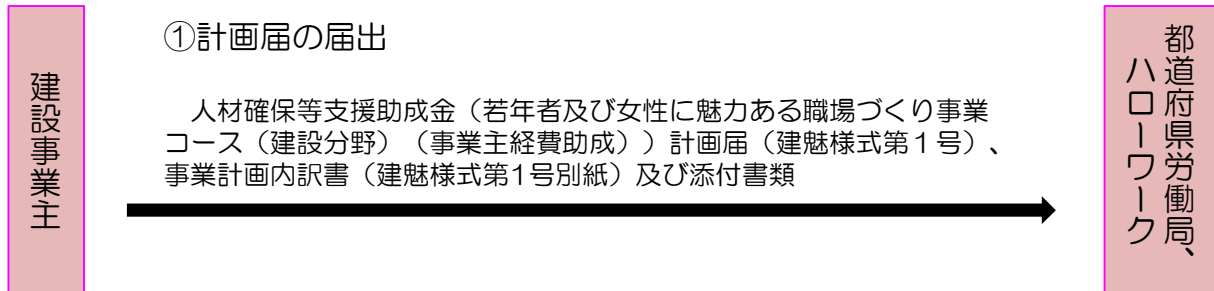 建設事業主
①計画届の届出
人材確保等支援助成金（若年者及び女性に魅力ある職場づくり事業
コース（建設分野）（事業主経費助成））計画届（建魅様式第１号）、
事業計画内訳書（建魅様式第1号別紙）及び添付書類
都道府県労働局、
ハローワーク